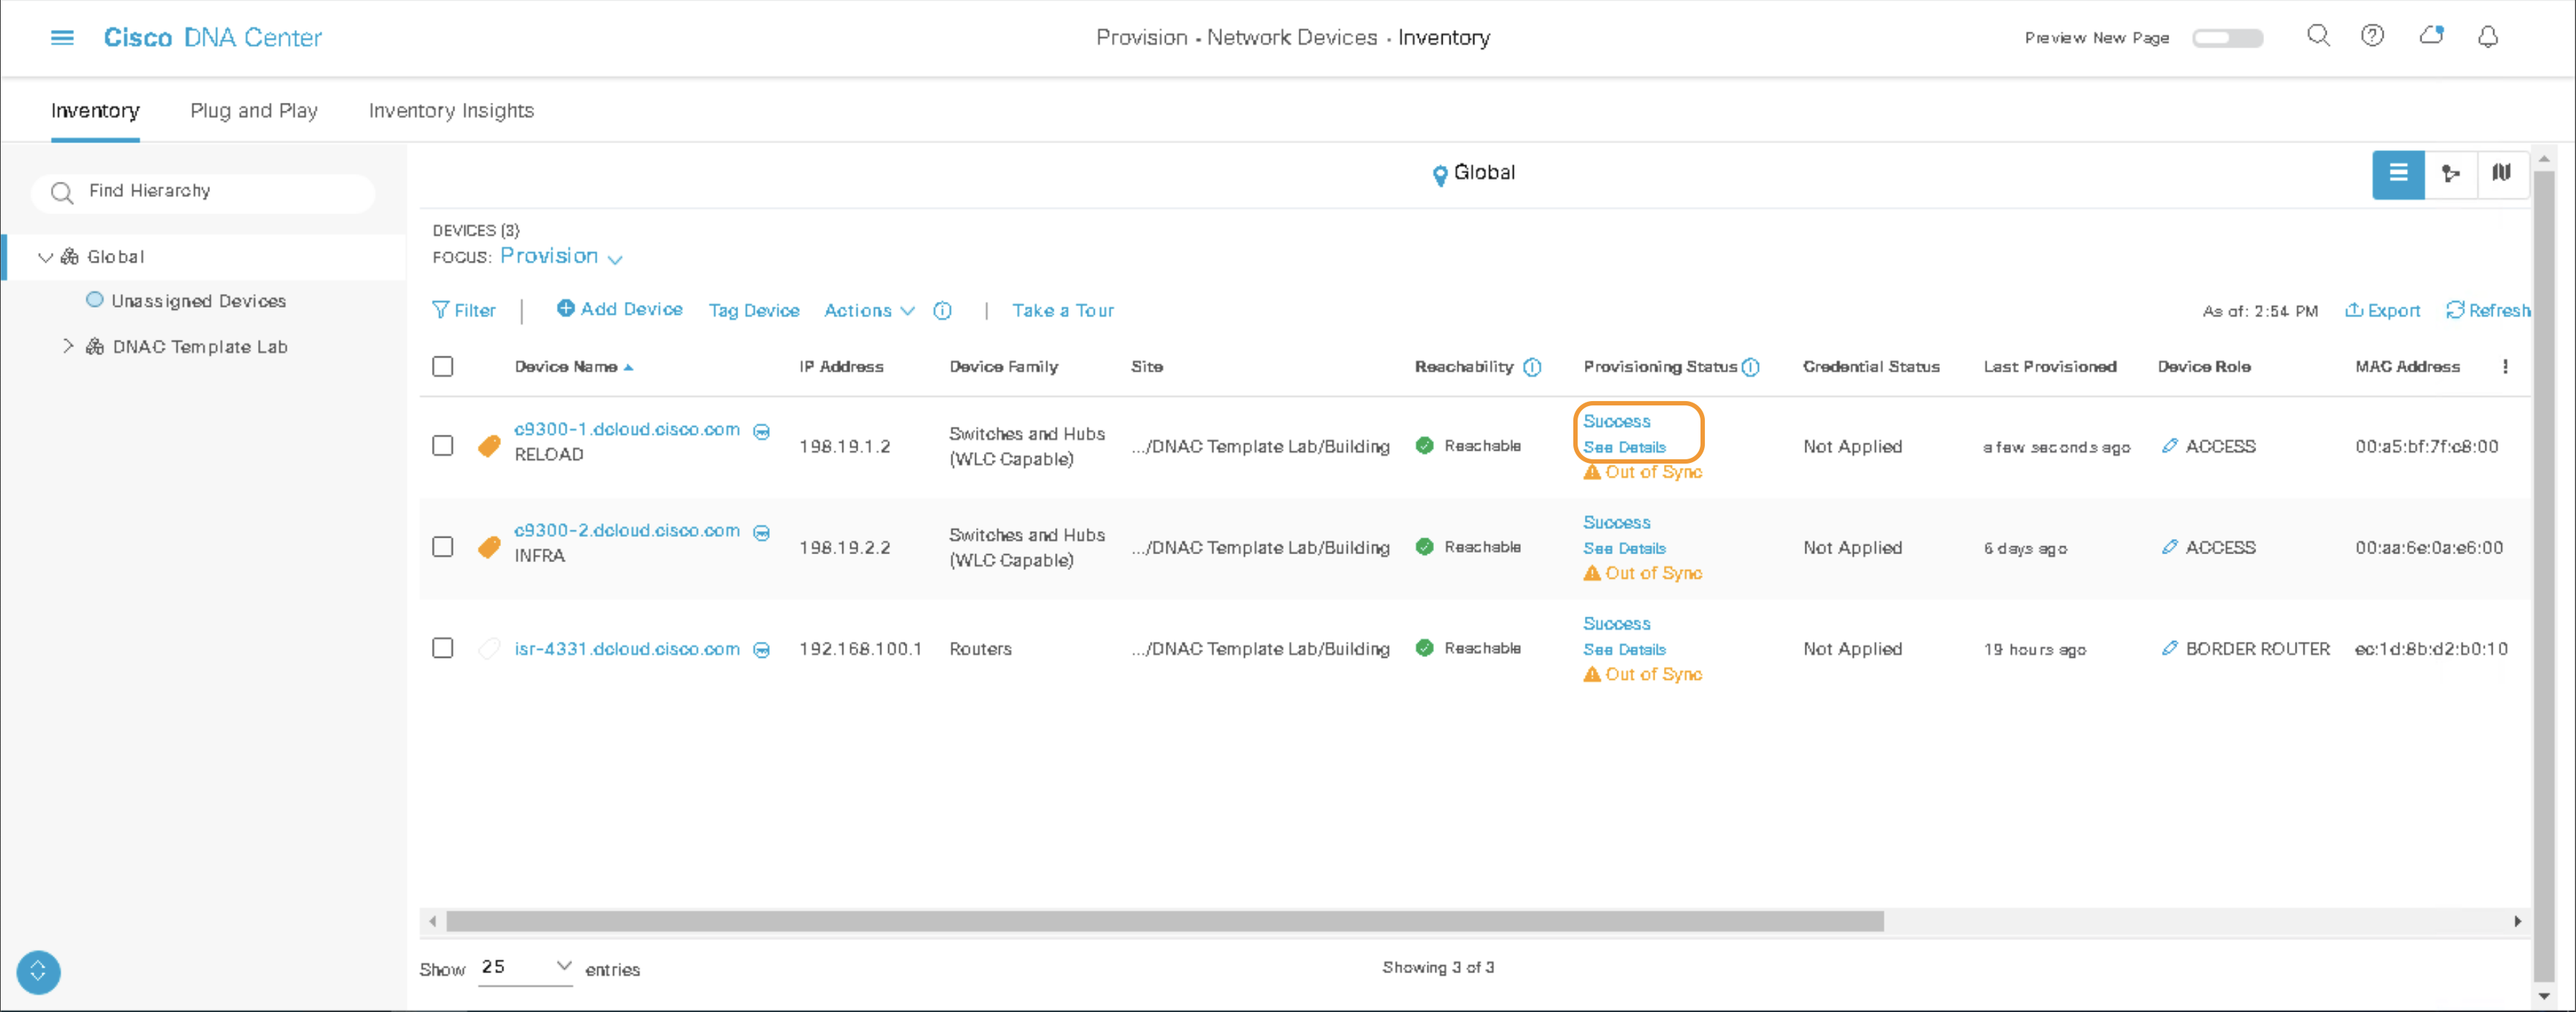 Cisco DNA Center
Provision • Network Devices • Inventory
Preview New Page
Inventory
Plug and Play
Inventory Insights
Find Hierarchy
Global
Unassigned Devices
DNAC Template Lab
Global
DEVICES (3)
FOCUS: Provision
Filter | Add Device Tag Device Actions | Take a Tour
As of: 2:54 PM Export Refresh
Device Name IP Address Device Family Site Reachability Provisioning Status Credential Status Last Provisioned Device Role MAC Address
c9300-1.dcloud.cisco.com
RELOAD
198.19.1.2
Switches and Hubs
(WLC Capable)
.../DNAC Template Lab/Building
Reachable
Success
See Details
Out of Sync
Not Applied
a few seconds ago
ACCESS
00:a5:bf:7f:c8:00
c9300-2.dcloud.cisco.com
INFRA
198.19.2.2
Switches and Hubs
(WLC Capable)
.../DNAC Template Lab/Building
Reachable
Success
See Details
Out of Sync
Not Applied
6 days ago
ACCESS
00:aa:6e:0a:e6:00
isr-4331.dcloud.cisco.com
192.168.100.1
Routers
.../DNAC Template Lab/Building
Reachable
Success
See Details
Out of Sync
Not Applied
19 hours ago
BORDER ROUTER
ec:1d:8b:d2:b0:10
Show 25 entries
Showing 3 of 3